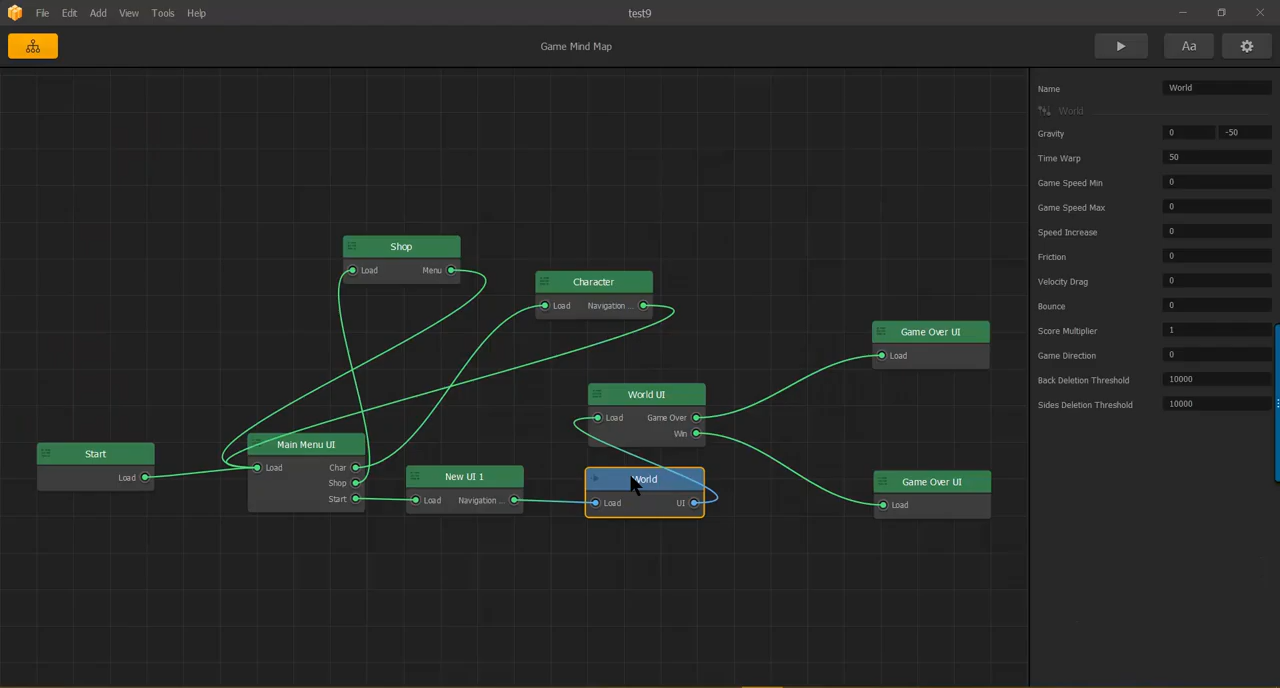 File Edit Add View Tools Help
test9
Game Mind Map
Aa
Shop
Load Menu
Character
Load Navigation ...
Game Over UI
Load
World UI
Load Game Over
Win
Start
Load
Main Menu UI
Load Char
Shop
Start
New UI 1
Load Navigation ...
World
Load UI
Game Over UI
Load
Name World
World
Gravity 0 -50
Time Warp 50
Game Speed Min 0
Game Speed Max 0
Speed Increase 0
Friction 0
Velocity Drag 0
Bounce 0
Score Multiplier 1
Game Direction 0
Back Deletion Threshold 10000
Sides Deletion Threshold 10000